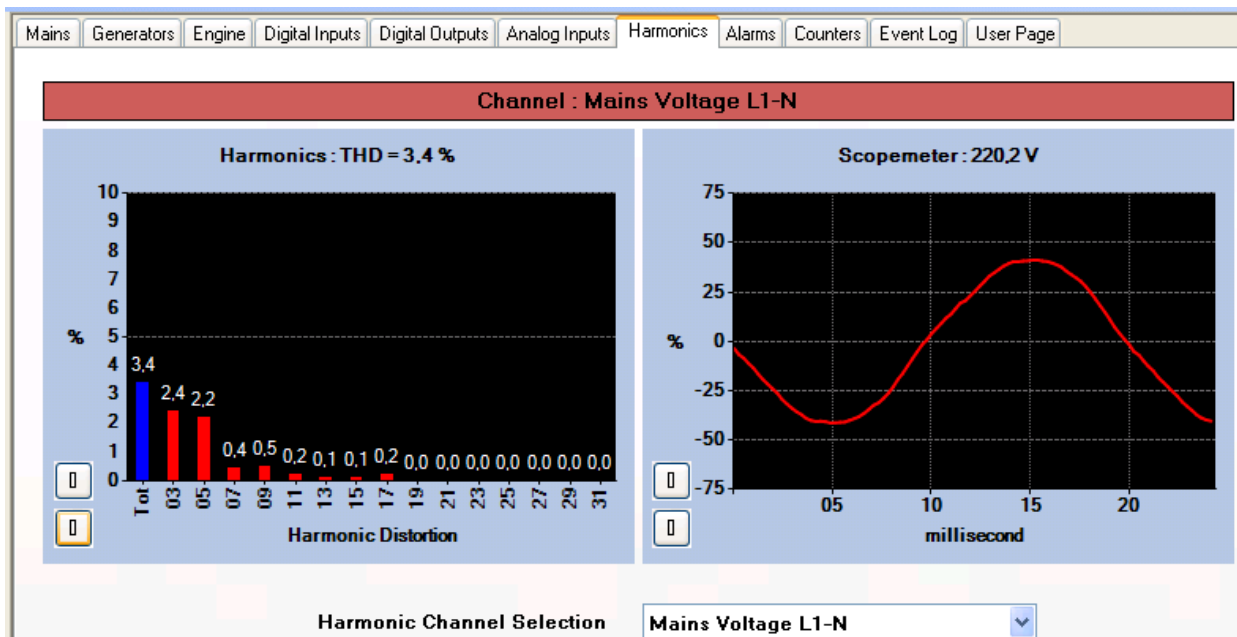 Mains Generators Engine Digital Inputs Digital Outputs Analog Inputs Harmonics Alarms Counters Event Log User Page
Channel : Mains Voltage L1-N
Harmonics : THD = 3,4 %
10
9
8
7
6
5
4
3
2
1
0
%
3,4 2,4 2,2 0,4 0,5 0,2 0,1 0,1 0,2 0,0 0,0 0,0 0,0 0,0 0,0 0,0
Tot 03 05 07 09 11 13 15 17 19 21 23 25 27 29 31
Harmonic Distortion
Scopemeter : 220,2 V
75
50
25
0
-25
-50
-75
%
05 10 15 20
millisecond
Harmonic Channel Selection Mains Voltage L1-N